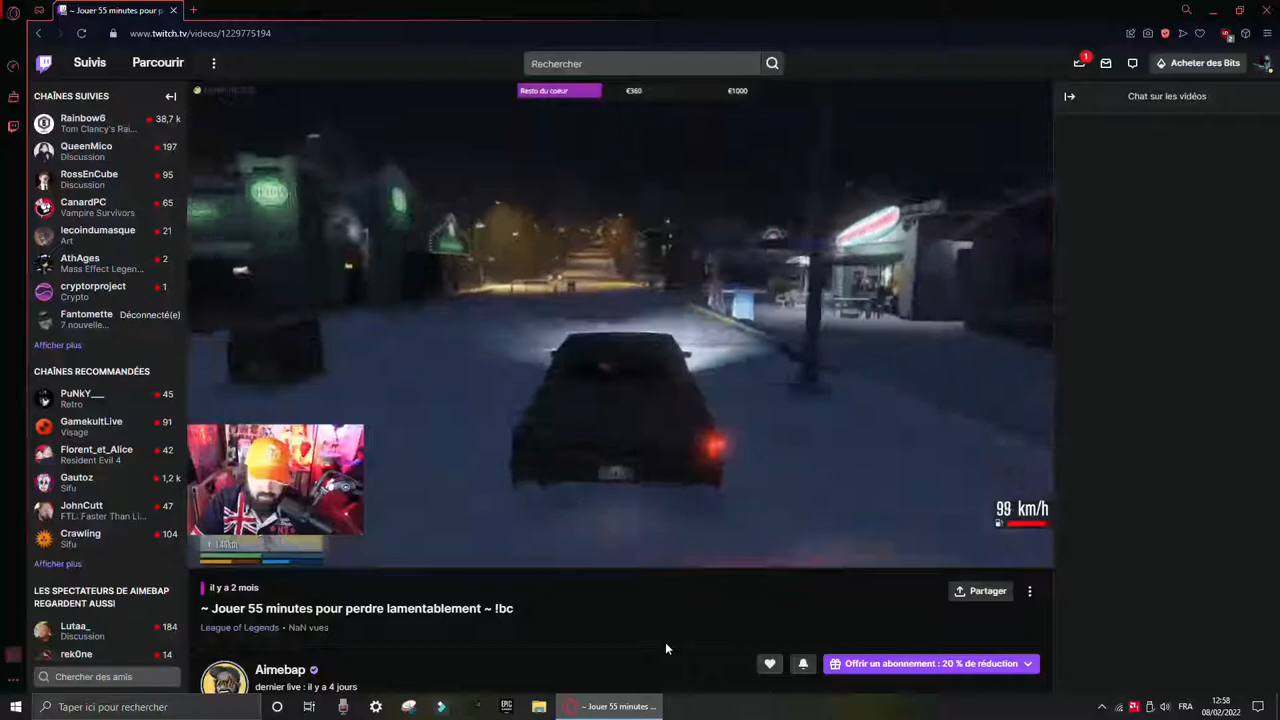 ~ Jouer 55 minutes pour p
www.twitch.tv/videos/1229775194
2
Suivis
Parcourir
Rechercher
1
Acheter des Bits
CHAÎNES SUIVIES
Rainbow6
38,7 k
Tom Clancy's Rai...
QueenMico
197
Discussion
RossEnCube
95
Discussion
CanardPC
65
Vampire Survivors
lecoindumasque
21
Art
AthAges
2
Mass Effect Legen...
cryptorproject
1
Crypto
Fantomette
Déconnecté(e)
7 nouvelle...
Afficher plus
CHAÎNES RECOMMANDÉES
PuNkY___
45
Retro
GamekultLive
91
Visage
Florent_et_Alice
42
Resident Evil 4
Gautoz
1,2 k
Sifu
JohnCutt
47
FTL: Faster Than Li...
Crawling
104
Sifu
Afficher plus
LES SPECTATEURS DE AIMEBAP REGARDENT AUSSI
Lutaa_
184
Discussion
rek0ne
14
Chercher des amis
Resto du coeur
€360
€1000
98 km/h
Chat sur les vidéos
il y a 2 mois
~ Jouer 55 minutes pour perdre lamentablement ~ !bc
League of Legends • NaN vues
Partager
Aimebap
dernier live : il y a 4 jours
Offrir un abonnement : 20 % de réduction
Taper ici pour rechercher
EPIC
~ Jouer 55 minutes ...
FRA
12:58
08/02/2022